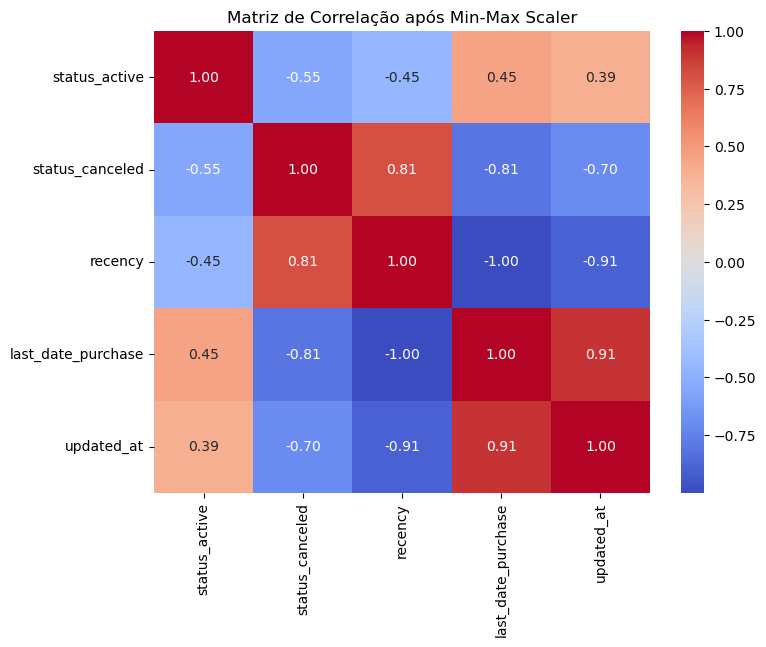 Matriz de Correlação após Min-Max Scaler
status_active 1.00 -0.55 -0.45 0.45 0.39
status_canceled -0.55 1.00 0.81 -0.81 -0.70
recency -0.45 0.81 1.00 -1.00 -0.91
last_date_purchase 0.45 -0.81 -1.00 1.00 0.91
updated_at 0.39 -0.70 -0.91 0.91 1.00
status_active
status_canceled
recency
last_date_purchase
updated_at
1.00
0.75
0.50
0.25
0.00
−0.25
−0.50
−0.75